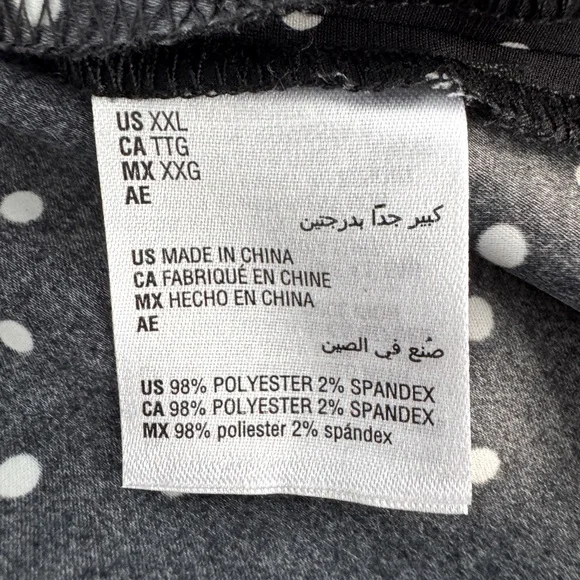 US XXL
CA TTG
MX XXG
AE
كبير جدًا بدرجتين
US MADE IN CHINA
CA FABRIQUÉ EN CHINE
MX HECHO EN CHINA
AE
صُنع في الصين
US 98% POLYESTER 2% SPANDEX
CA 98% POLYESTER 2% SPANDEX
MX 98% poliester 2% spándex